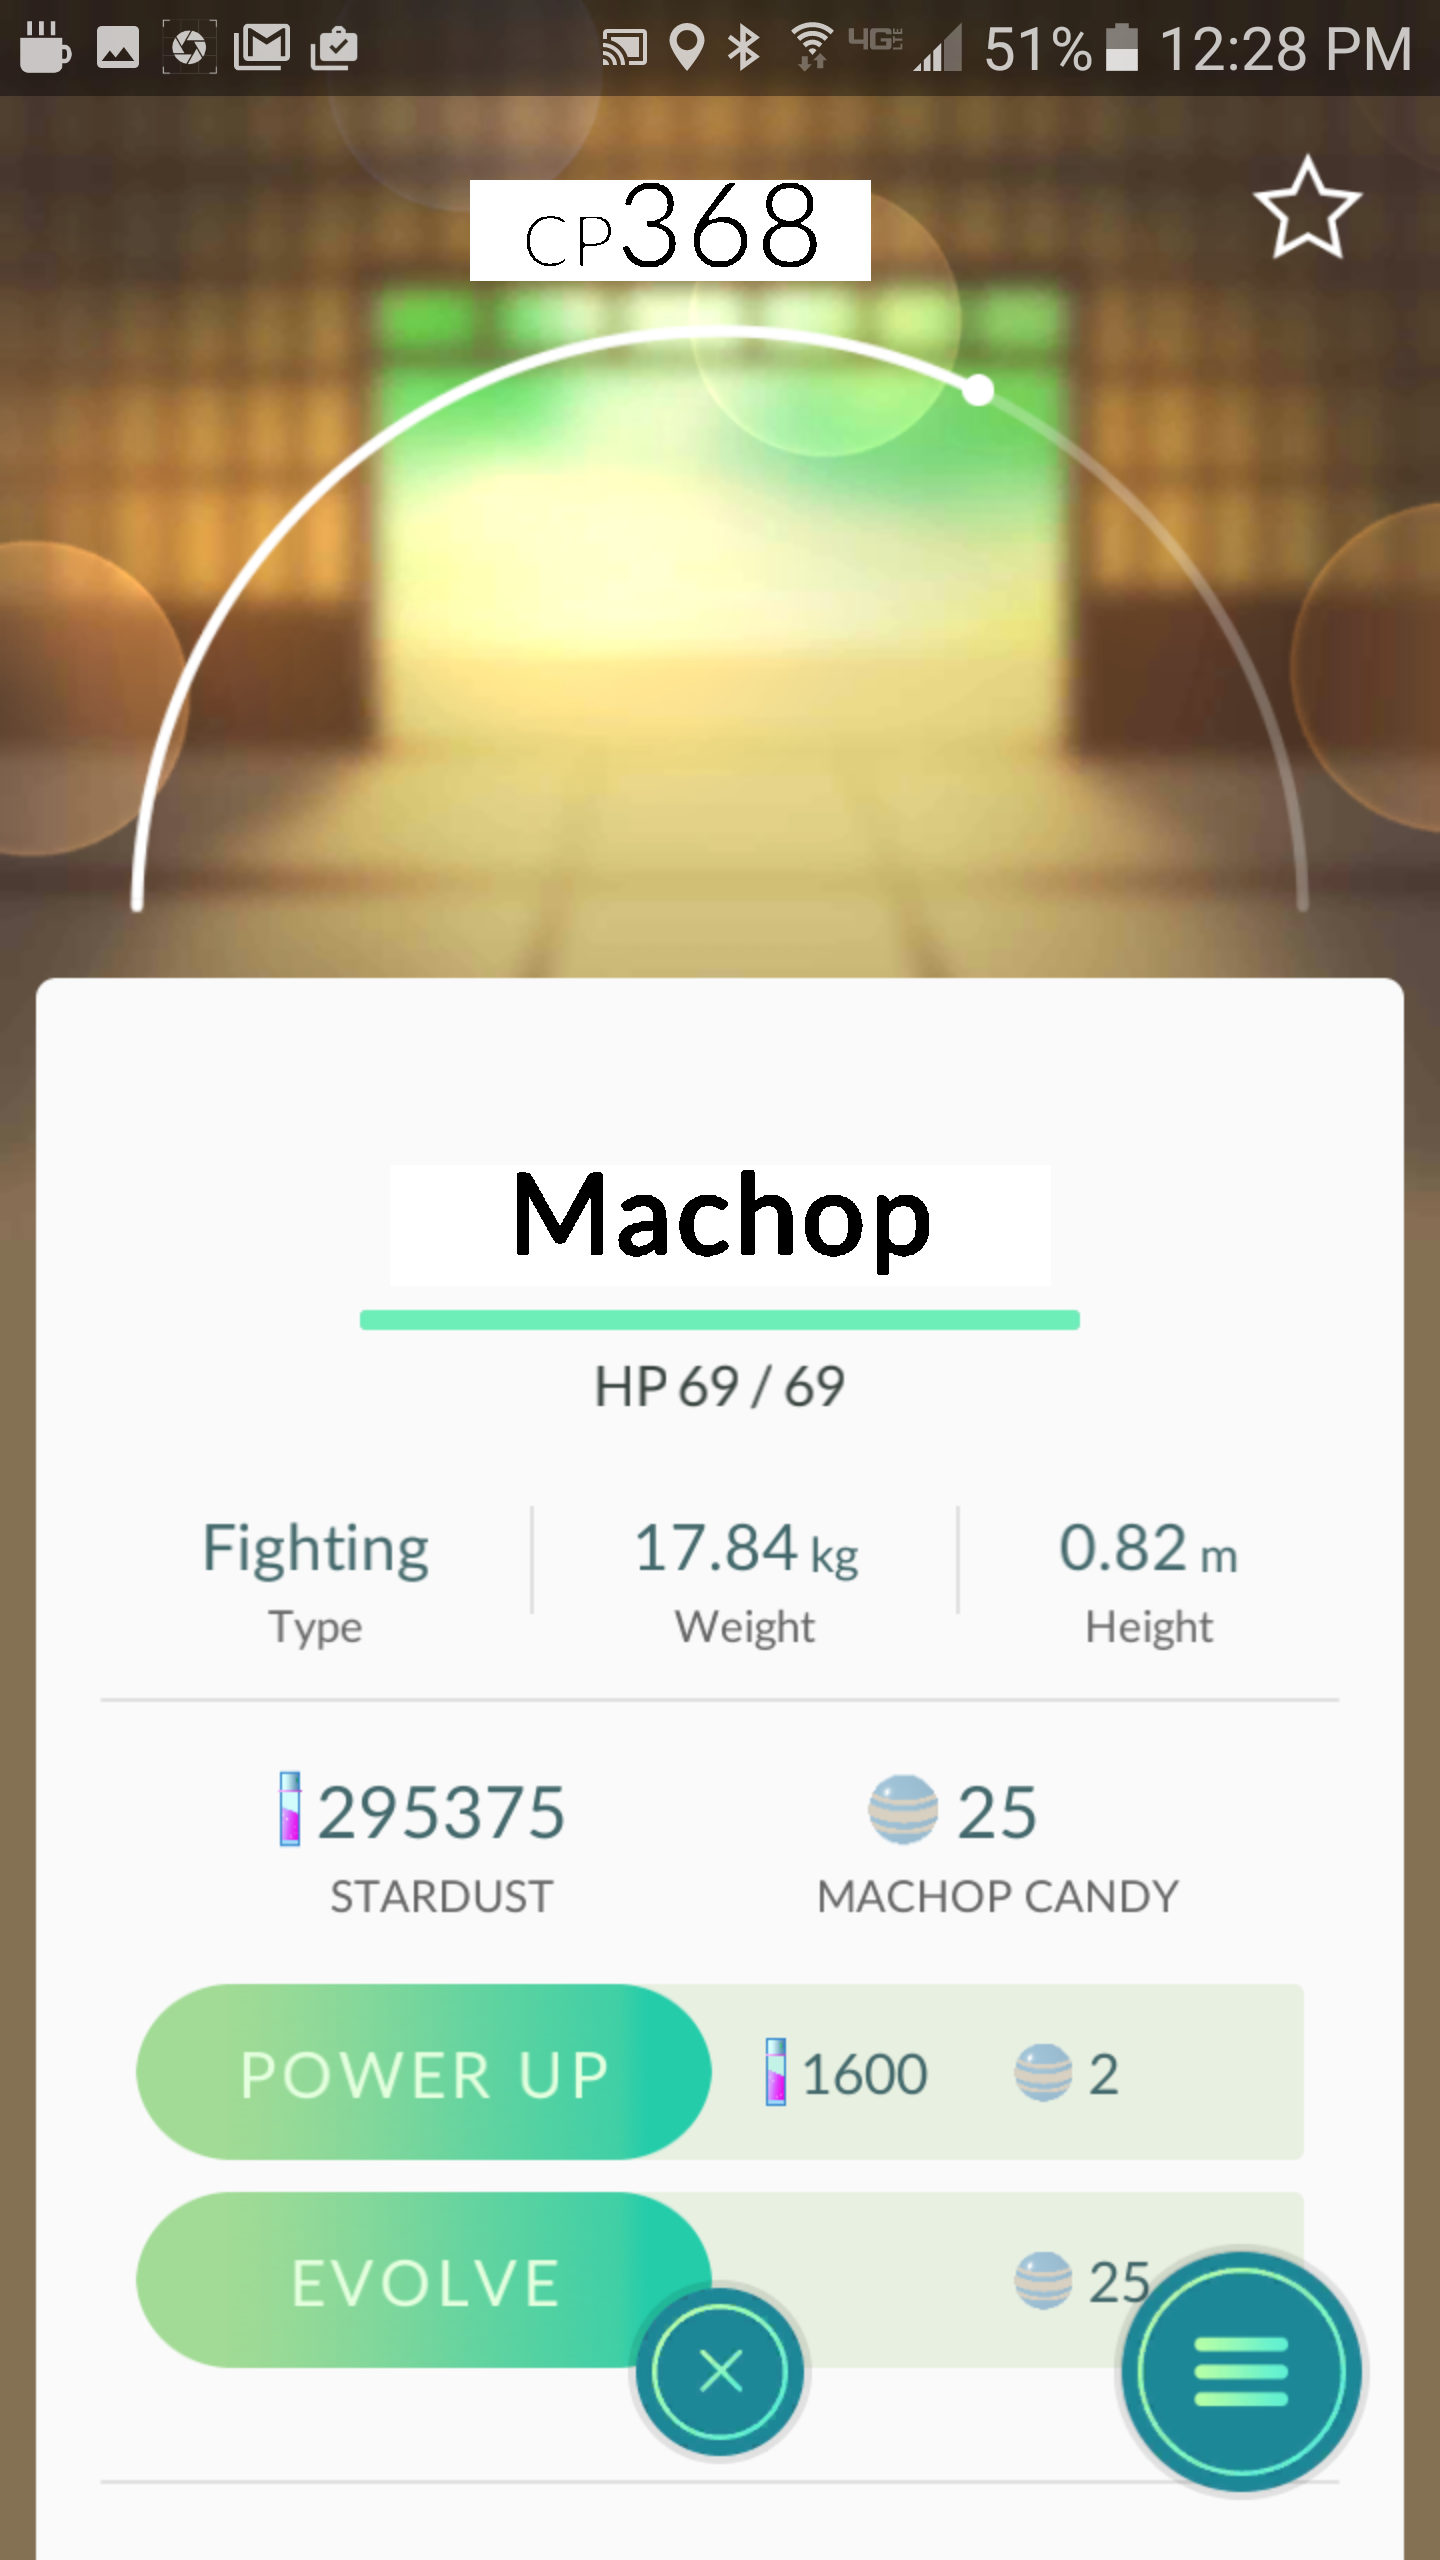 4G LTE 51% 12:28 PM
CP368
Machop
HP 69 / 69
Fighting 17.84 kg 0.82 m
Type Weight Height
295375 25
STARDUST MACHOP CANDY
POWER UP 1600 2
EVOLVE 25